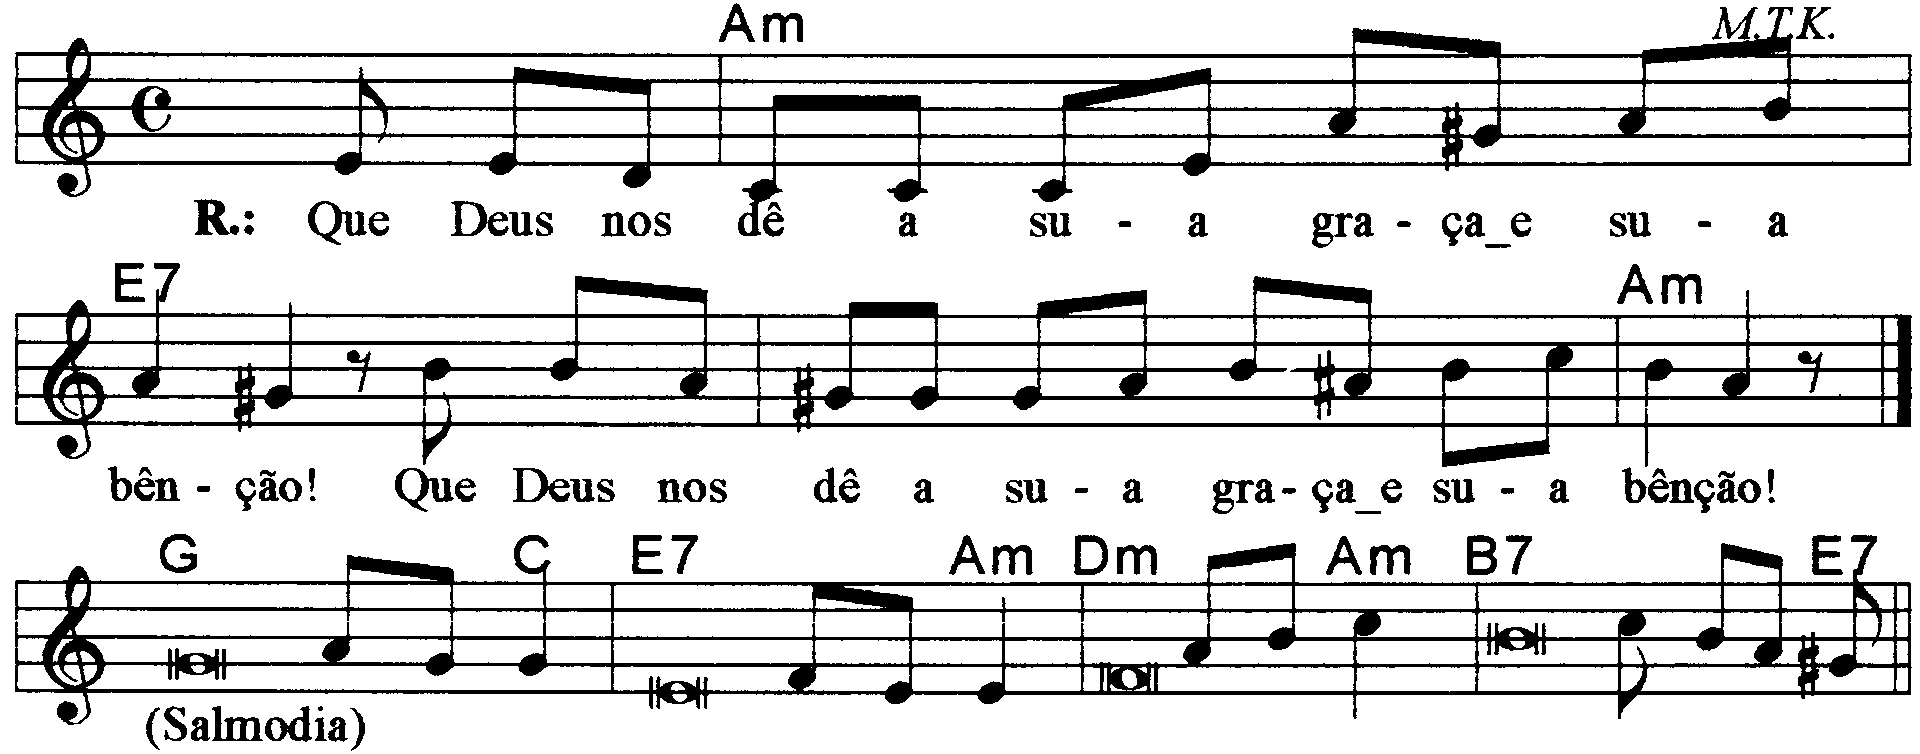 Am M.T.K.
R.: Que Deus nos dê a su - a gra - ça_e su - a
E7 Am
bên - ção! Que Deus nos dê a su - a gra - ça_e su - a bênção!
G C E7 Am Dm Am B7 E7
(Salmodia)